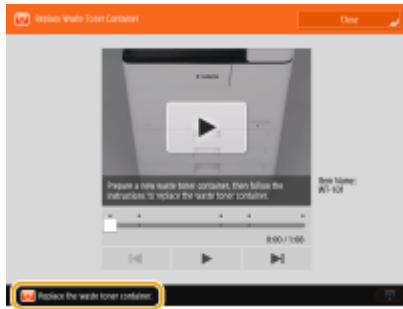 Replace Waste Toner Container
Close
Canon
Prepare a new waste toner container, then follow the
instructions to replace the waste toner container.
Item Name:
WT-101
0:00 / 1:08
Replace the waste toner container.